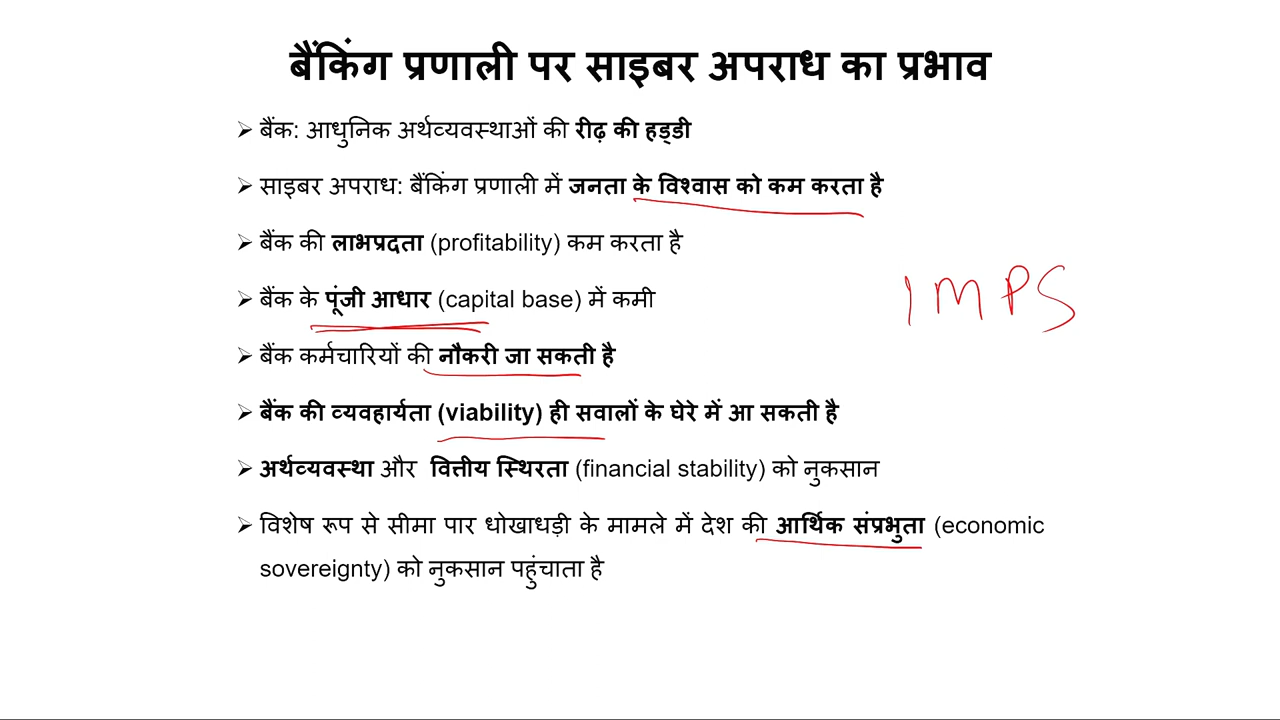 बैंकिंग प्रणाली पर साइबर अपराध का प्रभाव
➢ बैंक: आधुनिक अर्थव्यवस्थाओं की रीढ़ की हड्डी
➢ साइबर अपराध: बैंकिंग प्रणाली में जनता के विश्वास को कम करता है
➢ बैंक की लाभप्रदता (profitability) कम करता है
➢ बैंक के पूंजी आधार (capital base) में कमी
IMPS
➢ बैंक कर्मचारियों की नौकरी जा सकती है
➢ बैंक की व्यवहार्यता (viability) ही सवालों के घेरे में आ सकती है
➢ अर्थव्यवस्था और वित्तीय स्थिरता (financial stability) को नुकसान
➢ विशेष रूप से सीमा पार धोखाधड़ी के मामले में देश की आर्थिक संप्रभुता (economic
sovereignty) को नुकसान पहुंचाता है